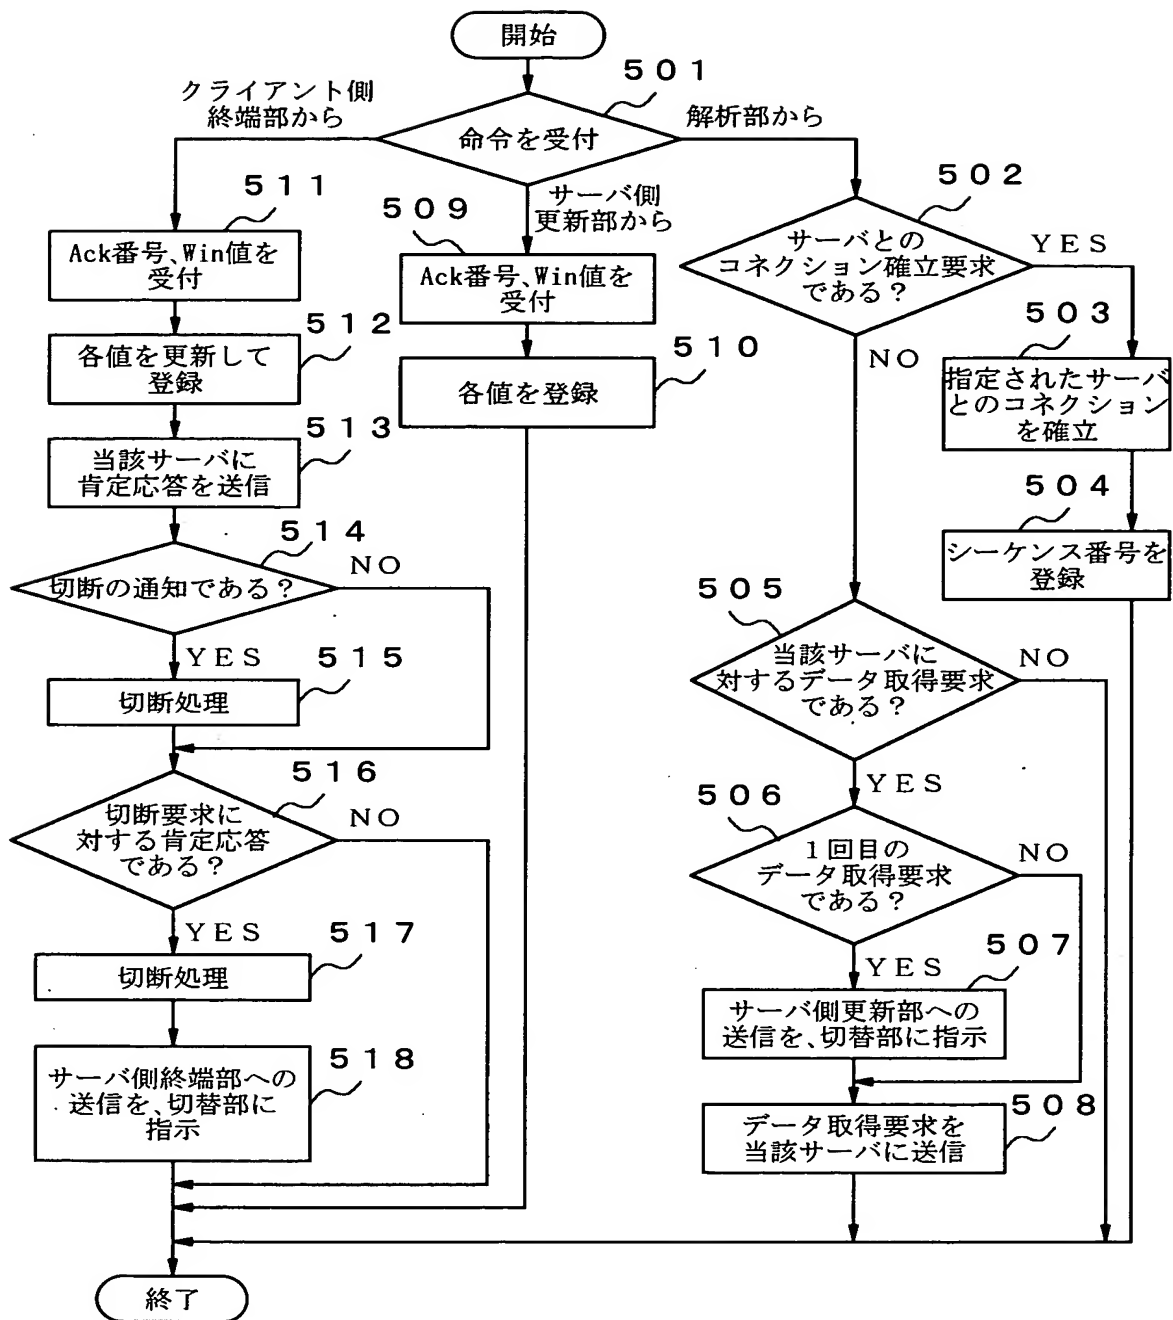 開始
501
命令を受付
クライアント側
終端部から
解析部から
サーバ側
更新部から
511
Ack番号、Win値を
受付
512
各値を更新して
登録
513
当該サーバに
肯定応答を送信
514
切断の通知である?
NO
YES
515
切断処理
516
切断要求に
対する肯定応答
である?
NO
YES
517
切断処理
518
サーバ側終端部への
送信を、切替部に
指示
509
Ack番号、Win値を
受付
510
各値を登録
502
サーバとの
コネクション確立要求
である?
YES
NO
503
指定されたサーバ
とのコネクション
を確立
504
シーケンス番号を
登録
505
当該サーバに
対するデータ取得要求
である?
NO
YES
506
1回目の
データ取得要求
である?
NO
YES
507
サーバ側更新部への
送信を、切替部に指示
508
データ取得要求を
当該サーバに送信
終了